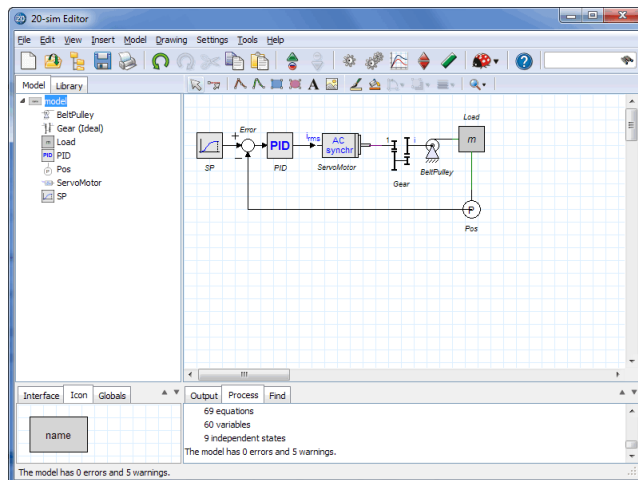 20 20-sim Editor
File Edit View Insert Model Drawing Settings Tools Help
Model Library
model
BeltPulley
Gear (Ideal)
m Load
PID PID
P Pos
ServoMotor
SP
Load
Error
+ irms AC synchr 1 i m
PID
−
SP PID ServoMotor BeltPulley
Gear
P
Pos
Interface Icon Globals
name
Output Process Find
69 equations
60 variables
9 independent states
The model has 0 errors and 5 warnings.
The model has 0 errors and 5 warnings.